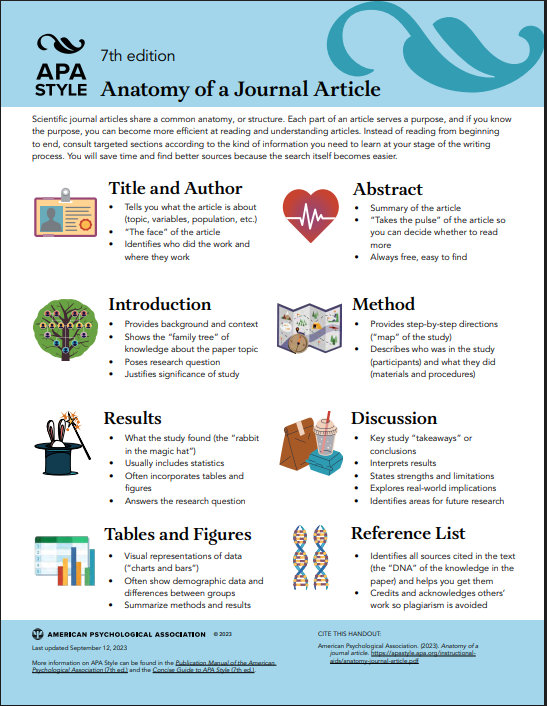 APA
STYLE
7th edition
Anatomy of a Journal Article
Scientific journal articles share a common anatomy, or structure. Each part of an article serves a purpose, and if you know
the purpose, you can become more efficient at reading and understanding articles. Instead of reading from beginning
to end, consult targeted sections according to the kind of information you need to learn at your stage of the writing
process. You will save time and find better sources because the search itself becomes easier.
Title and Author
• Tells you what the article is about
(topic, variables, population, etc.)
• "The face" of the article
• Identifies who did the work and
where they work
Abstract
• Summary of the article
• "Takes the pulse" of the article so
you can decide whether to read
more
• Always free, easy to find
Introduction
• Provides background and context
• Shows the "family tree" of
knowledge about the paper topic
• Poses research question
• Justifies significance of study
Method
• Provides step-by-step directions
("map" of the study)
• Describes who was in the study
(participants) and what they did
(materials and procedures)
Results
• What the study found (the "rabbit
in the magic hat")
• Usually includes statistics
• Often incorporates tables and
figures
• Answers the research question
Discussion
• Key study "takeaways" or
conclusions
• Interprets results
• States strengths and limitations
• Explores real-world implications
• Identifies areas for future research
Tables and Figures
• Visual representations of data
("charts and bars")
• Often show demographic data and
differences between groups
• Summarize methods and results
Reference List
• Identifies all sources cited in the text
(the "DNA" of the knowledge in the
paper) and helps you get them
• Credits and acknowledges others'
work so plagiarism is avoided
AMERICAN PSYCHOLOGICAL ASSOCIATION © 2023
Last updated September 12, 2023
More information on APA Style can be found in the Publication Manual of the American
Psychological Association (7th ed.) and the Concise Guide to APA Style (7th ed.).
CITE THIS HANDOUT:
American Psychological Association. (2023). Anatomy of a
journal article. https://apastyle.apa.org/instructional-
aids/anatomy-journal-article.pdf